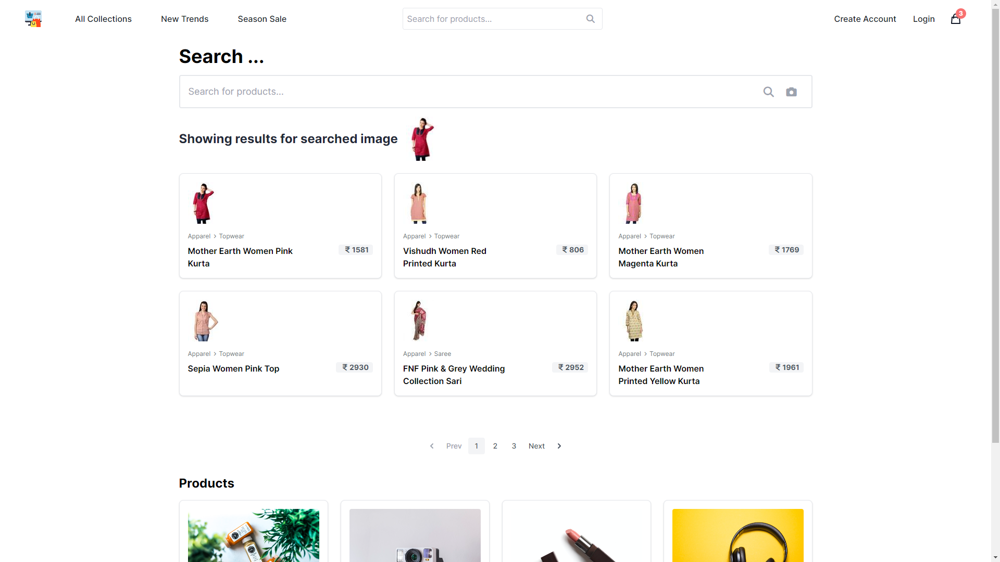 All Collections
New Trends
Season Sale
Search for products...
Create Account
Login
3
Search ...
Search for products...
Showing results for searched image
Apparel > Topwear
Mother Earth Women Pink
Kurta
₹ 1581
Apparel > Topwear
Vishudh Women Red
Printed Kurta
₹ 806
Apparel > Topwear
Mother Earth Women
Magenta Kurta
₹ 1769
Apparel > Topwear
Sepia Women Pink Top
₹ 2930
Apparel > Saree
FNF Pink & Grey Wedding
Collection Sari
₹ 2952
Apparel > Topwear
Mother Earth Women
Printed Yellow Kurta
₹ 1961
< Prev 1 2 3 Next >
Products